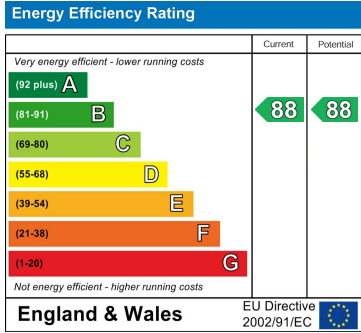 Energy Efficiency Rating
Current Potential
Very energy efficient - lower running costs
(92 plus) A
(81-91) B 88 88
(69-80) C
(55-68) D
(39-54) E
(21-38) F
(1-20) G
Not energy efficient - higher running costs
England & Wales
EU Directive
2002/91/EC